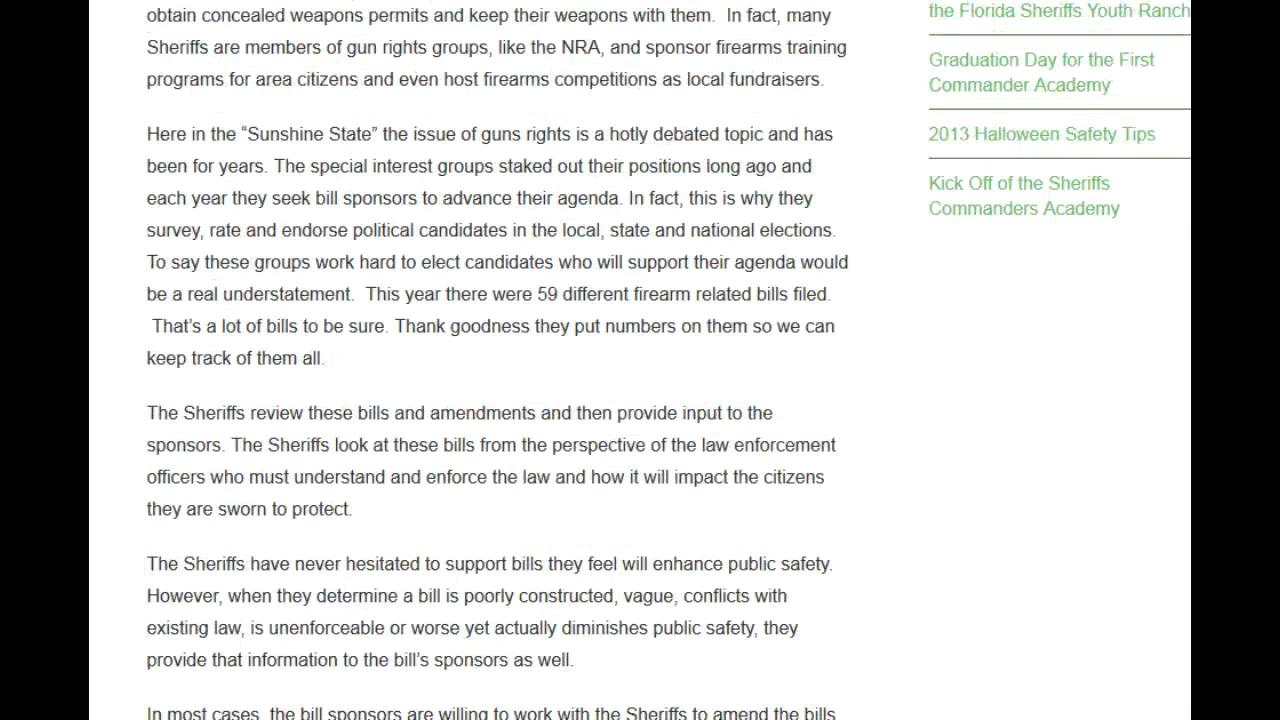 obtain concealed weapons permits and keep their weapons with them.  In fact, many
Sheriffs are members of gun rights groups, like the NRA, and sponsor firearms training
programs for area citizens and even host firearms competitions as local fundraisers.
Here in the “Sunshine State” the issue of guns rights is a hotly debated topic and has
been for years. The special interest groups staked out their positions long ago and
each year they seek bill sponsors to advance their agenda. In fact, this is why they
survey, rate and endorse political candidates in the local, state and national elections.
To say these groups work hard to elect candidates who will support their agenda would
be a real understatement.  This year there were 59 different firearm related bills filed.
That’s a lot of bills to be sure. Thank goodness they put numbers on them so we can
keep track of them all.
The Sheriffs review these bills and amendments and then provide input to the
sponsors. The Sheriffs look at these bills from the perspective of the law enforcement
officers who must understand and enforce the law and how it will impact the citizens
they are sworn to protect.
The Sheriffs have never hesitated to support bills they feel will enhance public safety.
However, when they determine a bill is poorly constructed, vague, conflicts with
existing law, is unenforceable or worse yet actually diminishes public safety, they
provide that information to the bill’s sponsors as well.
In most cases, the bill sponsors are willing to work with the Sheriffs to amend the bills
the Florida Sheriffs Youth Ranch
Graduation Day for the First
Commander Academy
2013 Halloween Safety Tips
Kick Off of the Sheriffs
Commanders Academy